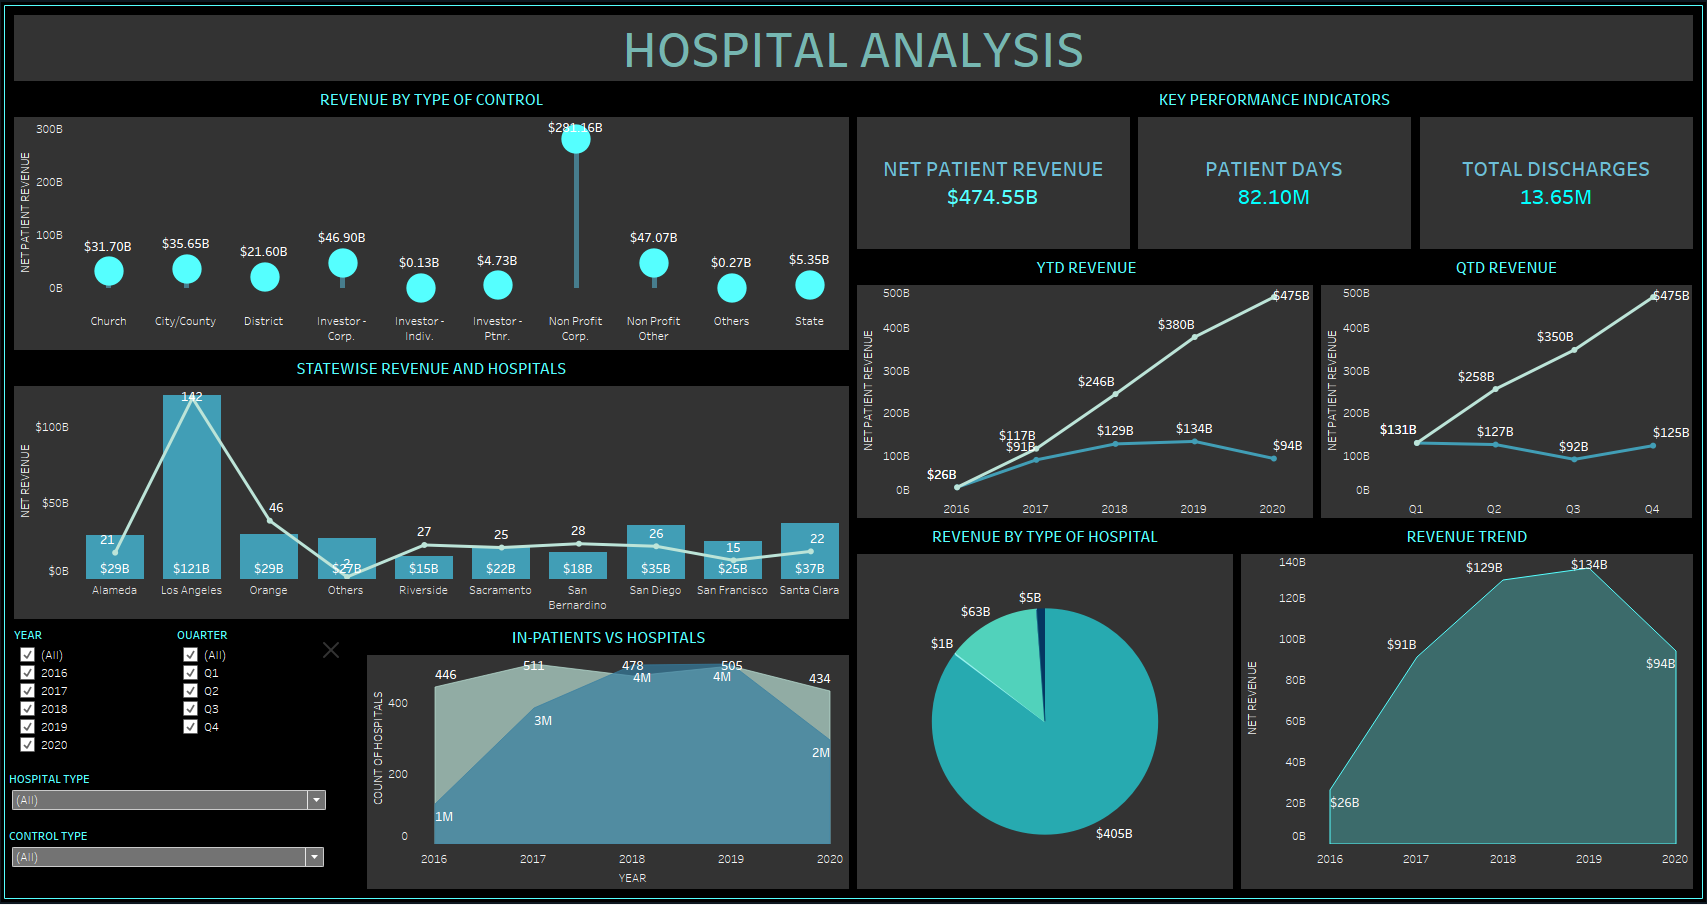 HOSPITAL ANALYSIS
REVENUE BY TYPE OF CONTROL
NET PATIENT REVENUE
300B
200B
100B
0B
$31.70B
$35.65B
$21.60B
$46.90B
$0.13B
$4.73B
$281.16B
$47.07B
$0.27B
$5.35B
Church
City/County
District
Investor - Corp.
Investor - Indiv.
Investor - Ptnr.
Non Profit Corp.
Non Profit Other
Others
State
KEY PERFORMANCE INDICATORS
NET PATIENT REVENUE
$474.55B
PATIENT DAYS
82.10M
TOTAL DISCHARGES
13.65M
STATEWISE REVENUE AND HOSPITALS
NET REVENUE
$100B
$50B
$0B
21
142
46
2
27
25
28
26
15
22
$29B
$121B
$29B
$27B
$15B
$22B
$18B
$35B
$25B
$37B
Alameda
Los Angeles
Orange
Others
Riverside
Sacramento
San Bernardino
San Diego
San Francisco
Santa Clara
YTD REVENUE
NET PATIENT REVENUE
500B
400B
300B
200B
100B
0B
$26B
$117B
$91B
$246B
$129B
$380B
$134B
$475B
$94B
2016
2017
2018
2019
2020
QTD REVENUE
NET PATIENT REVENUE
500B
400B
300B
200B
100B
0B
$131B
$258B
$127B
$350B
$92B
$475B
$125B
Q1
Q2
Q3
Q4
YEAR
(All)
2016
2017
2018
2019
2020
QUARTER
(All)
Q1
Q2
Q3
Q4
HOSPITAL TYPE
(All)
CONTROL TYPE
(All)
IN-PATIENTS VS HOSPITALS
COUNT OF HOSPITALS
400
200
0
446
511
478
505
434
1M
3M
4M
4M
2M
2016
2017
2018
2019
2020
YEAR
REVENUE BY TYPE OF HOSPITAL
$5B
$63B
$1B
$405B
REVENUE TREND
NET REVENUE
140B
120B
100B
80B
60B
40B
20B
0B
$26B
$91B
$129B
$134B
$94B
2016
2017
2018
2019
2020